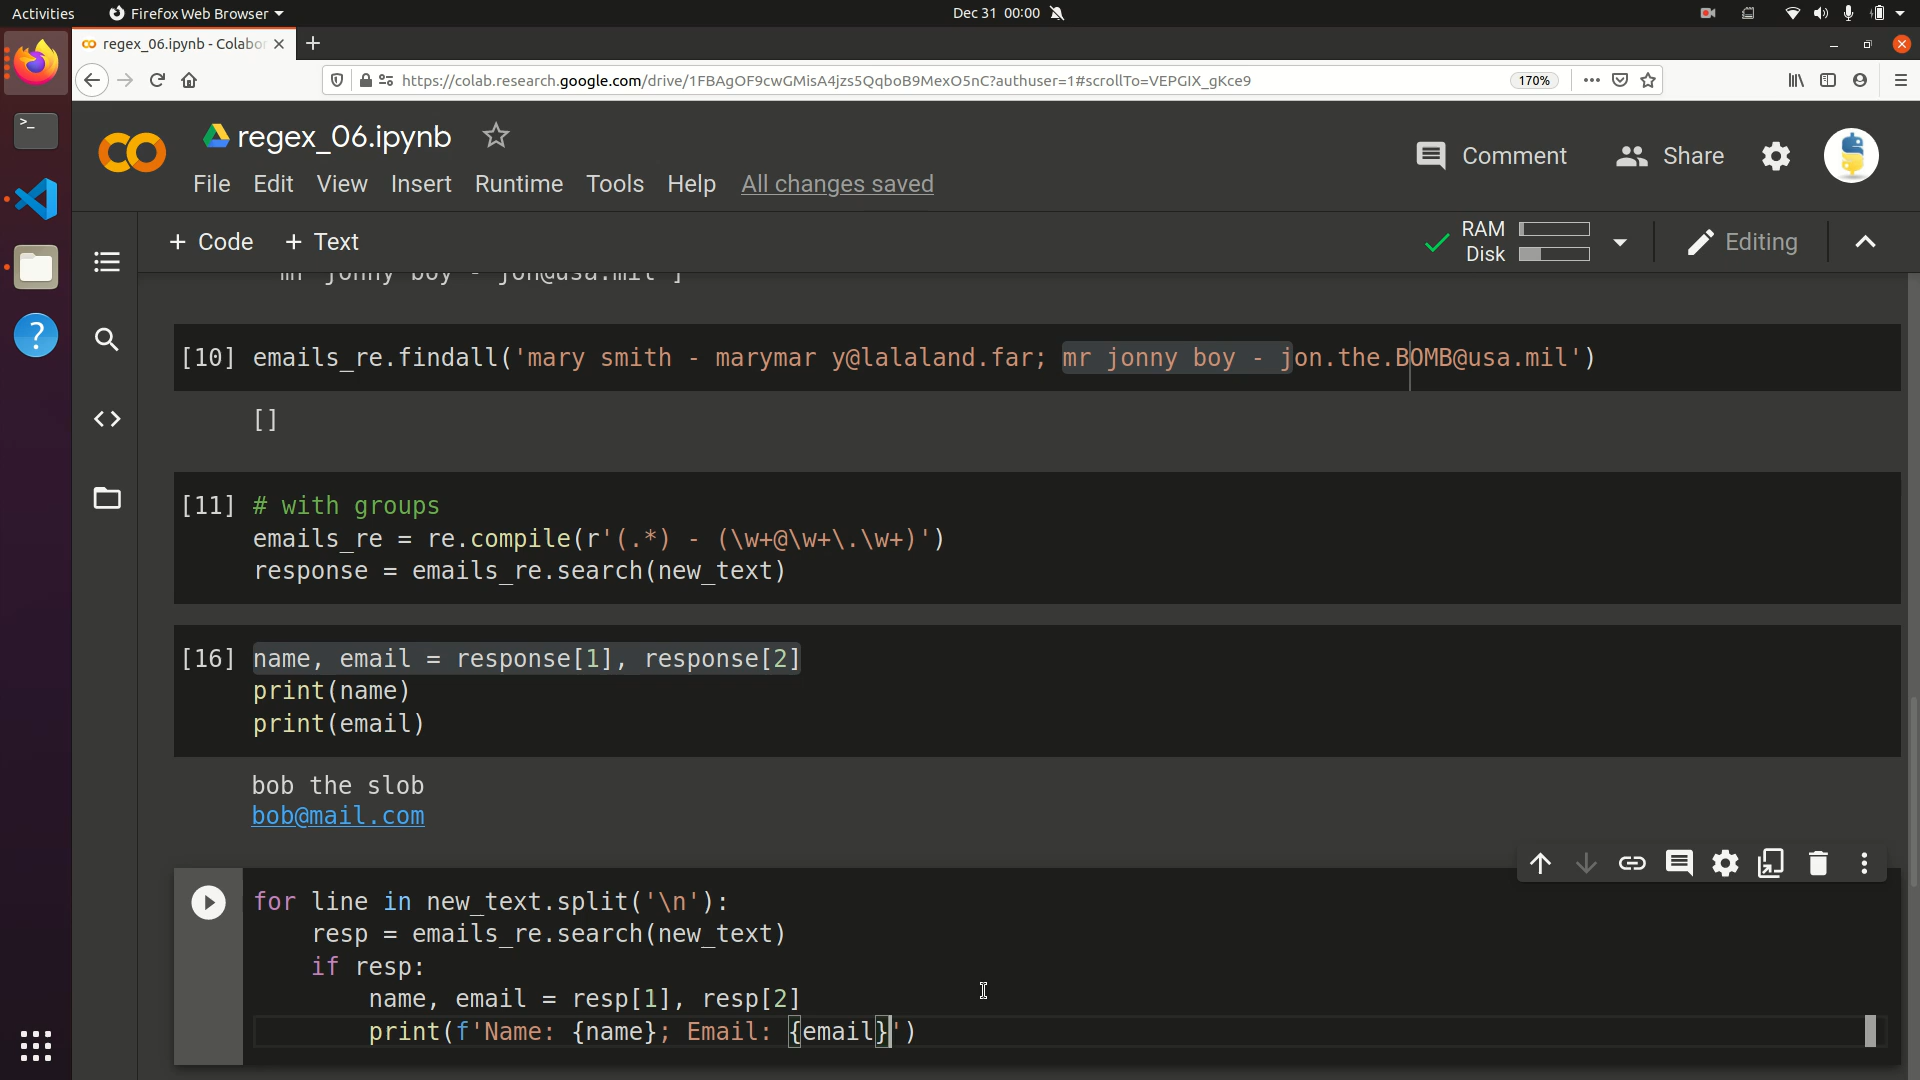 Activities Firefox Web Browser Dec 31 00:00
regex_06.ipynb - Colabor
https://colab.research.google.com/drive/1FBAgOF9cwGMisA4jzs5QqboB9MexO5nC?authuser=1#scrollTo=VEPGIX_gKce9 170%
regex_06.ipynb
Comment Share
File Edit View Insert Runtime Tools Help All changes saved
+ Code + Text RAM Disk Editing
mr jonny boy - jon@usa.mil']
[10] emails_re.findall('mary smith - marymar y@lalaland.far; mr jonny boy - jon.the.BOMB@usa.mil')
[]
[11] # with groups
emails_re = re.compile(r'(.*) - (\w+@\w+\.\w+)')
response = emails_re.search(new_text)
[16] name, email = response[1], response[2]
print(name)
print(email)
bob the slob
bob@mail.com
for line in new_text.split('\n'):
    resp = emails_re.search(new_text)
    if resp:
        name, email = resp[1], resp[2]
        print(f'Name: {name}; Email: {email}')